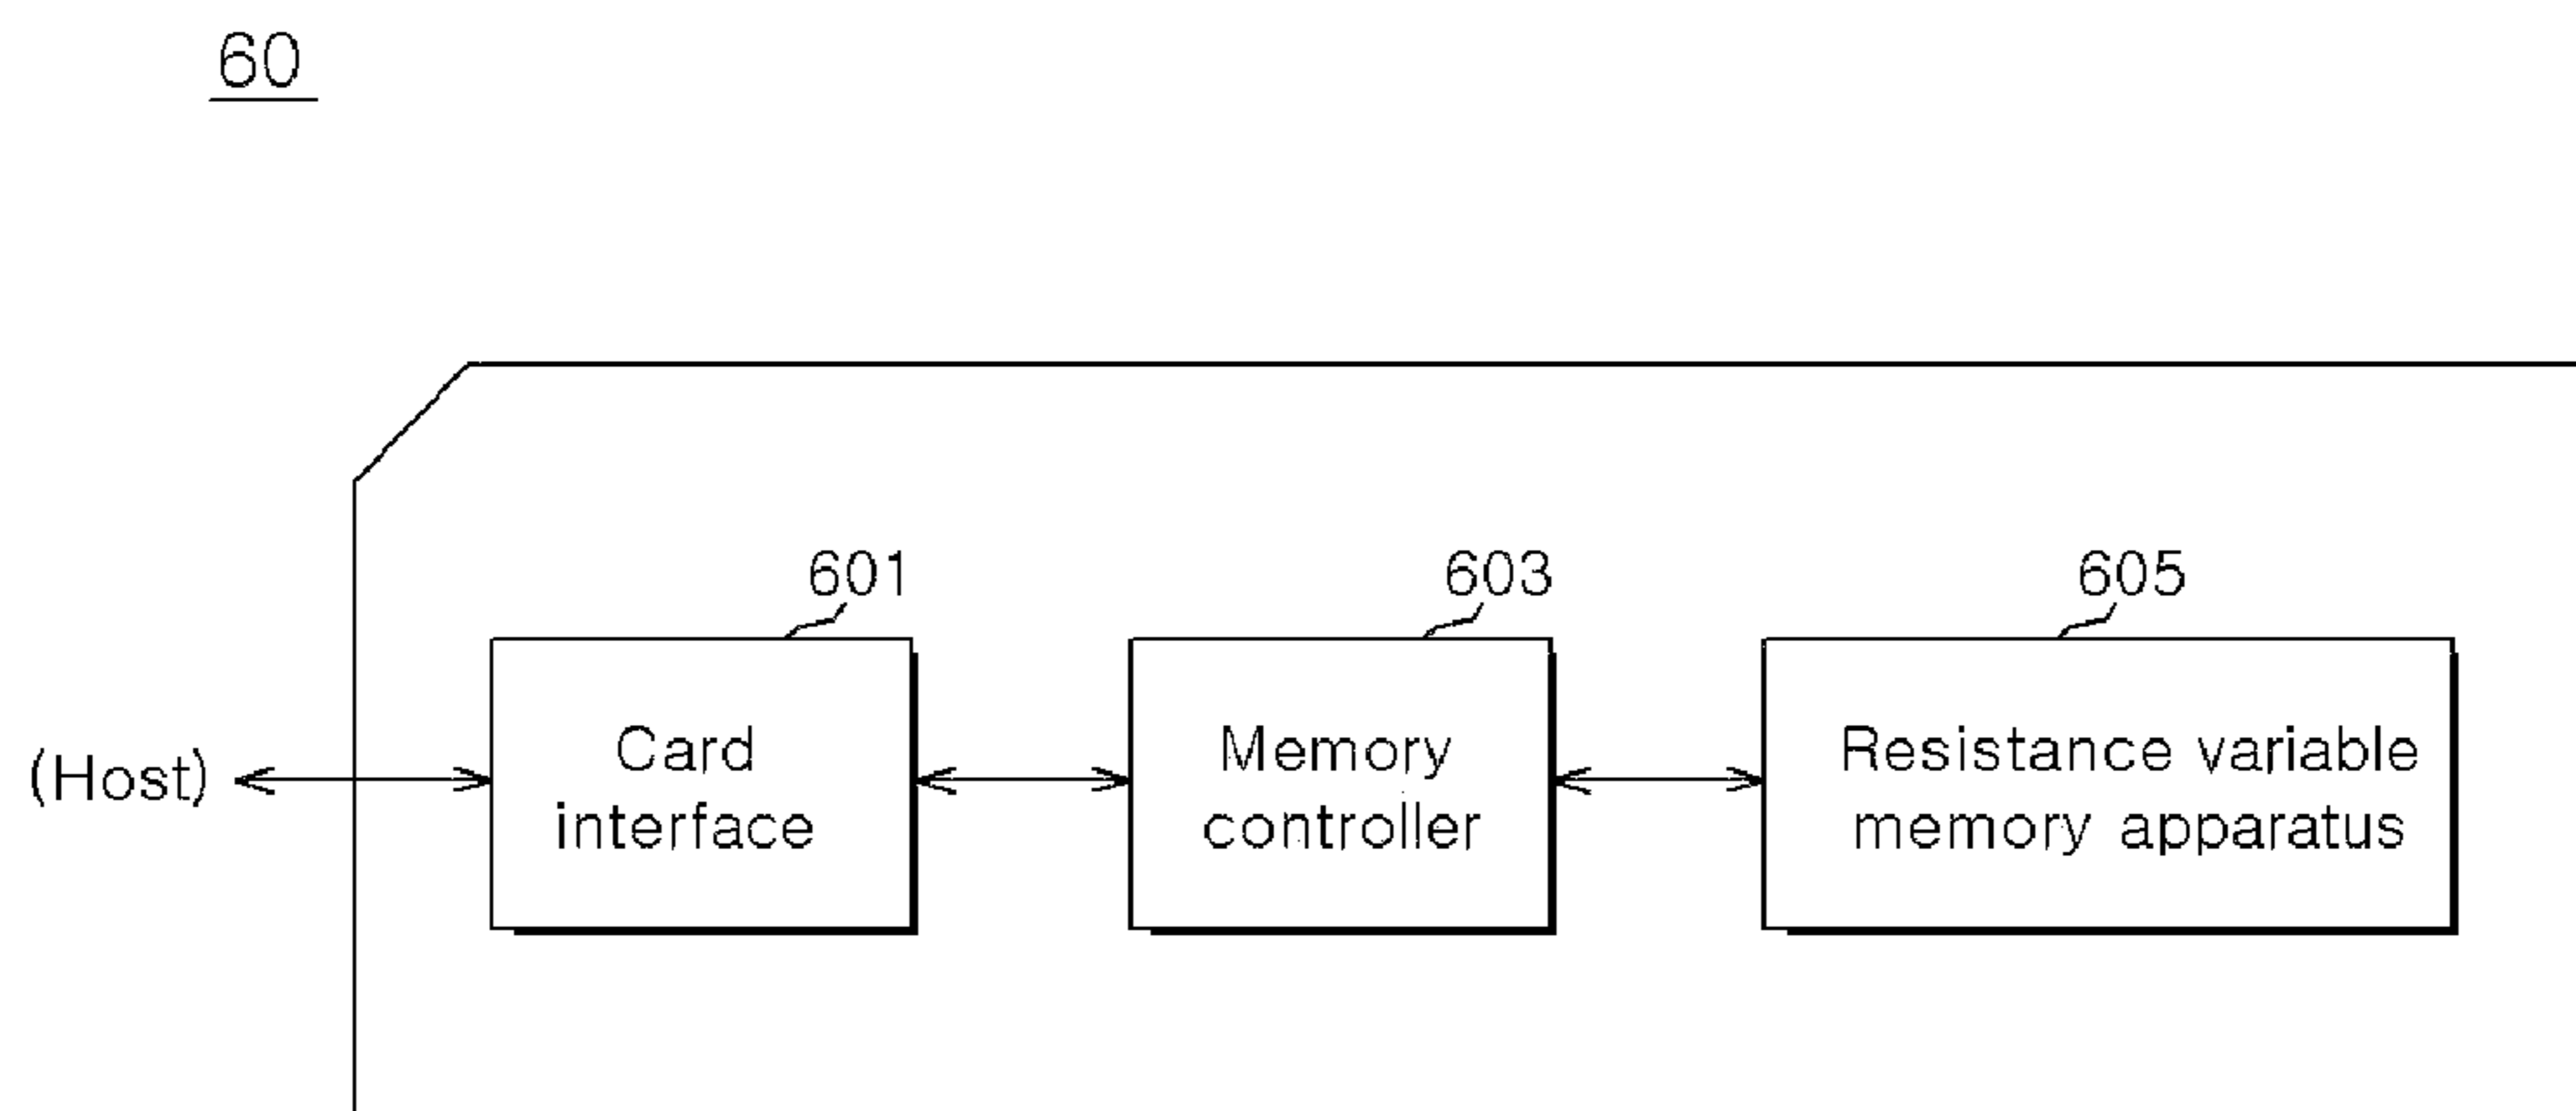 60
601
603
605
(Host)
Card
interface
Memory
controller
Resistance variable
memory apparatus